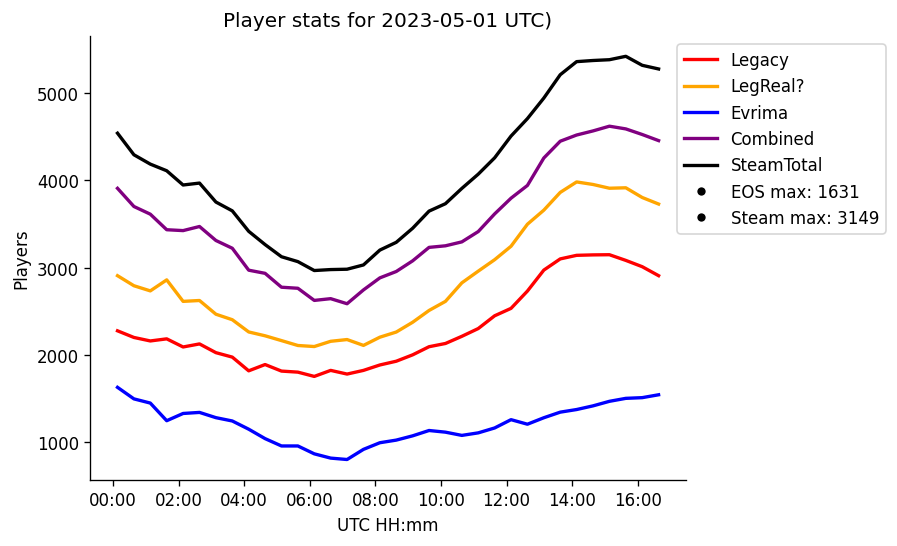 Player stats for 2023-05-01 UTC)
Players
5000
4000
3000
2000
1000
00:00 02:00 04:00 06:00 08:00 10:00 12:00 14:00 16:00
UTC HH:mm
Legacy
LegReal?
Evrima
Combined
SteamTotal
EOS max: 1631
Steam max: 3149